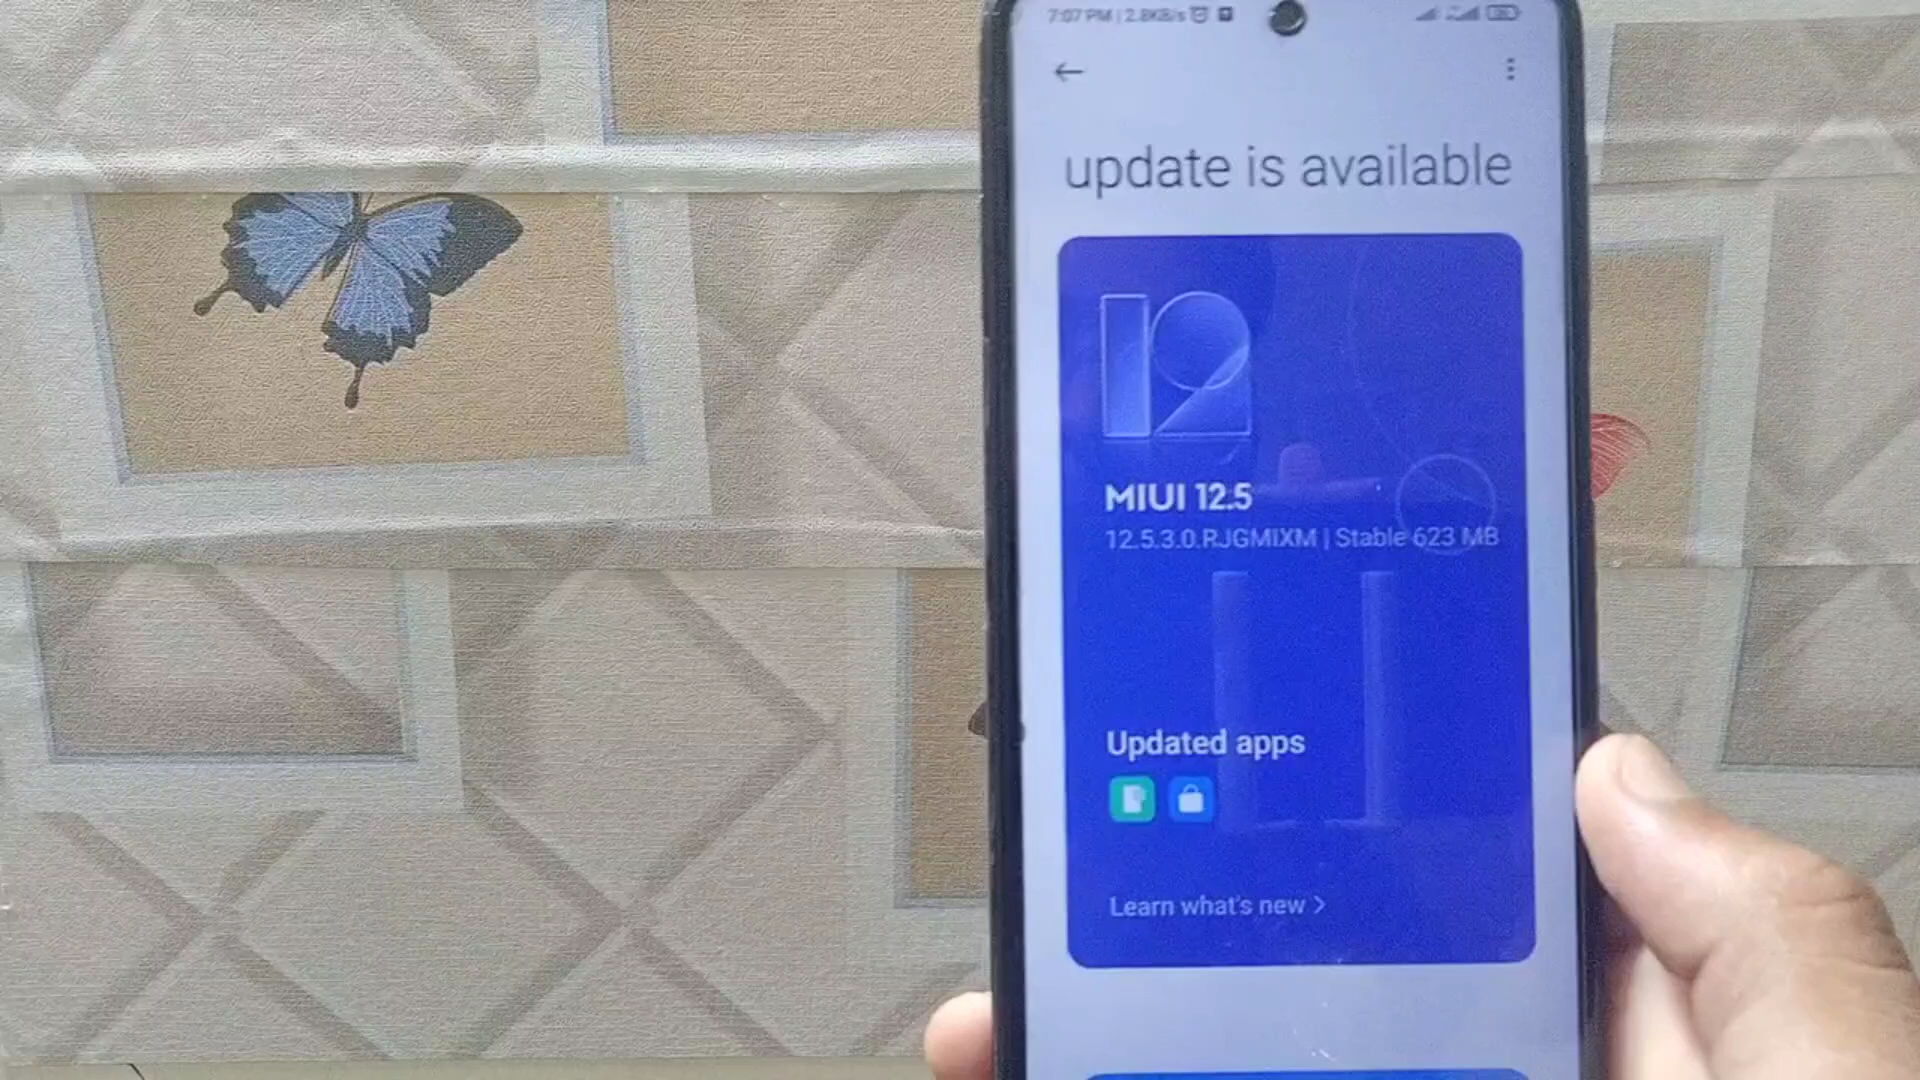 7:07 PM | 2.8KB/s
update is available
12
MIUI 12.5
12.5.3.0.RJGMIXM | Stable 623 MB
Updated apps
Learn what's new >